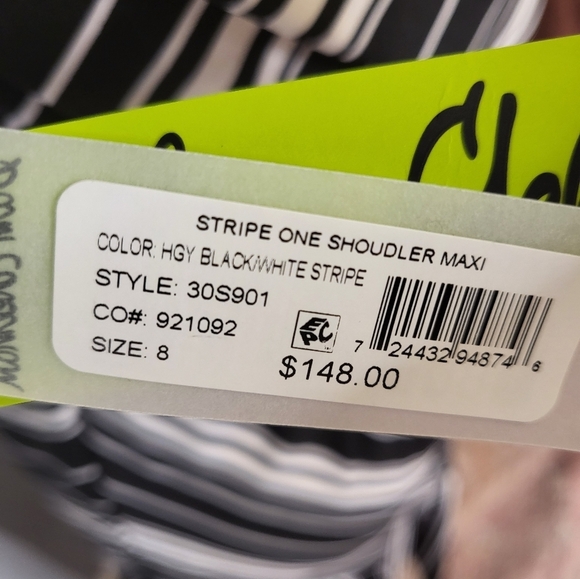 STRIPE ONE SHOUDLER MAXI
COLOR: HGY BLACK/WHITE STRIPE
STYLE: 30S901
CO#: 921092
SIZE: 8
EPC
$148.00
7 24432 94874 6